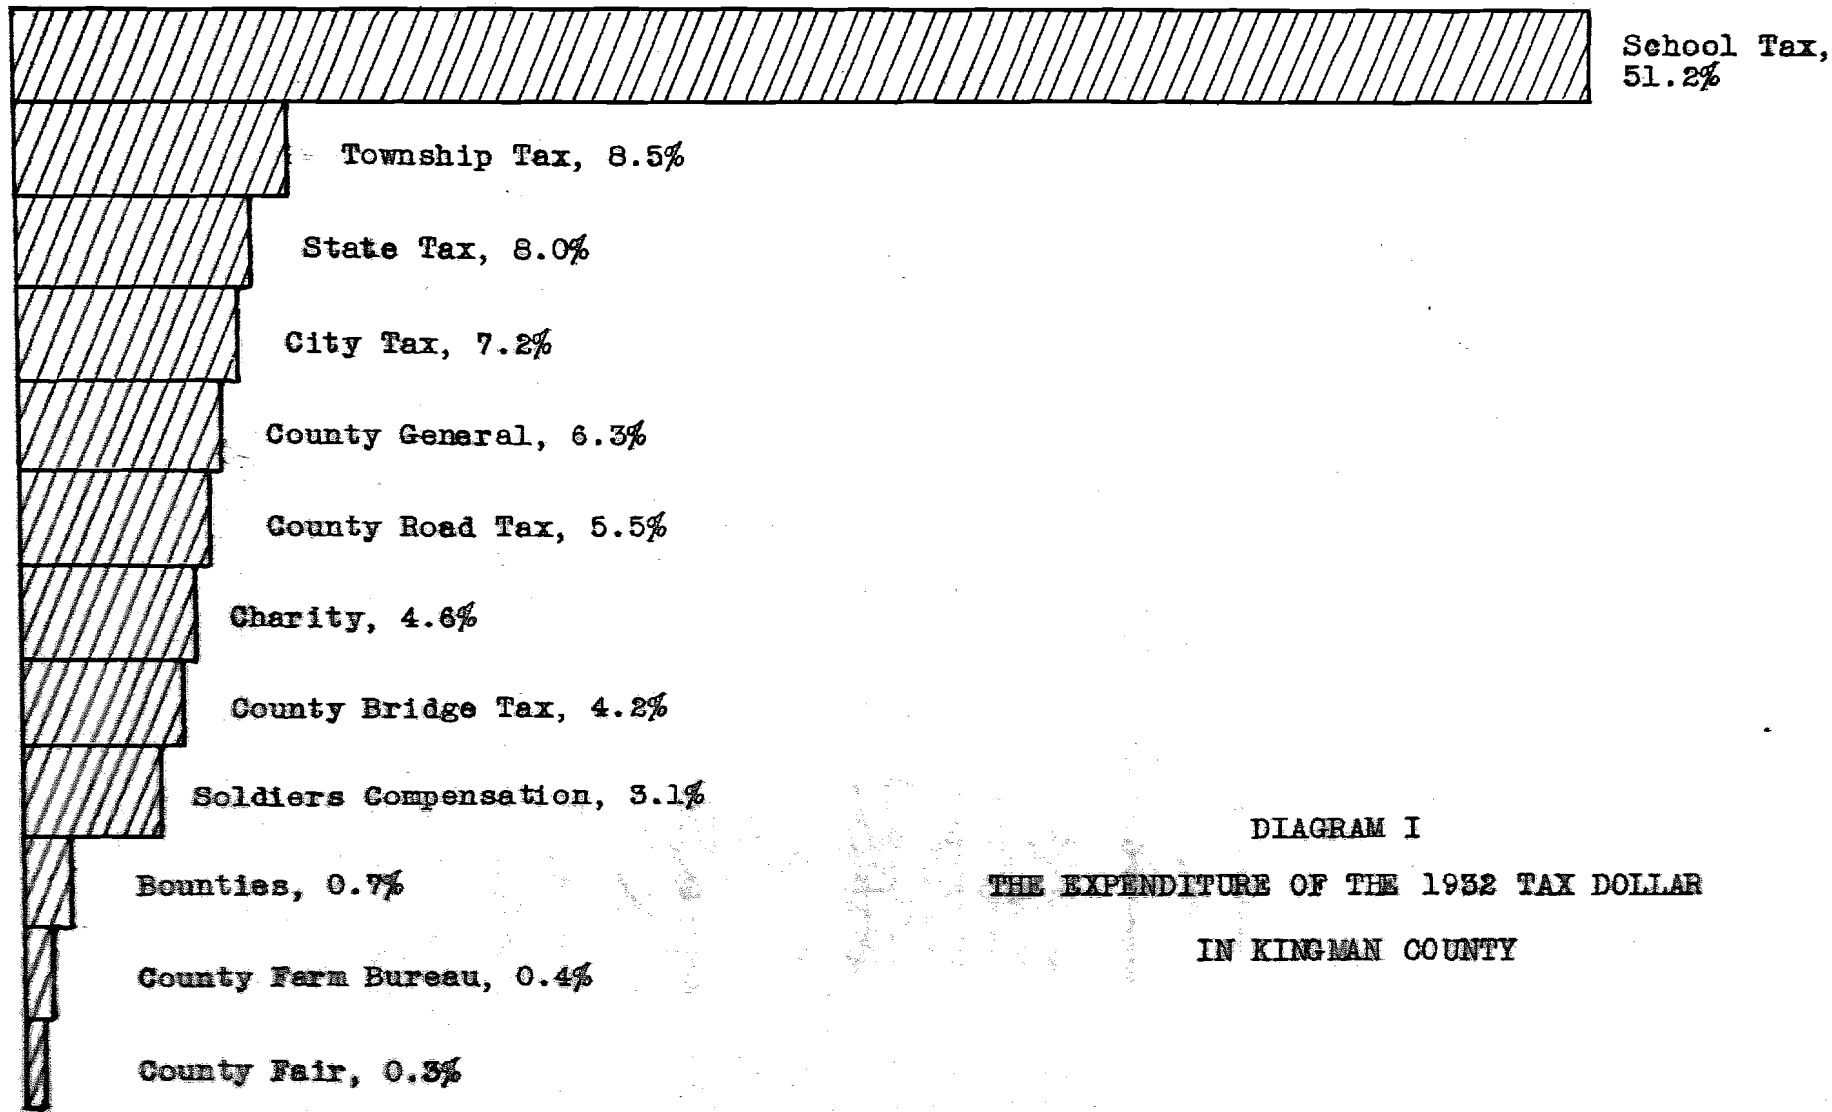 School Tax,
51.2%
Township Tax, 8.5%
State Tax, 8.0%
City Tax, 7.2%
County General, 6.3%
County Road Tax, 5.5%
Charity, 4.6%
County Bridge Tax, 4.2%
Soldiers Compensation, 3.1%
Bounties, 0.7%
County Farm Bureau, 0.4%
County Fair, 0.3%
DIAGRAM I
THE EXPENDITURE OF THE 1932 TAX DOLLAR
IN KINGMAN COUNTY